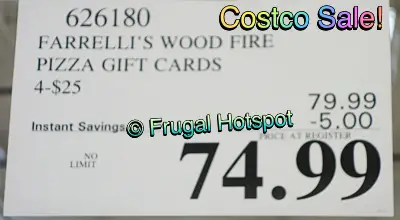 626180
Costco Sale!
FARRELLI'S WOOD FIRE
PIZZA GIFT CARDS
4-$25
79.99
Instant Savings
-5.00
© Frugal Hotspot
PRICE AT REGISTER
NO
LIMIT
74.99